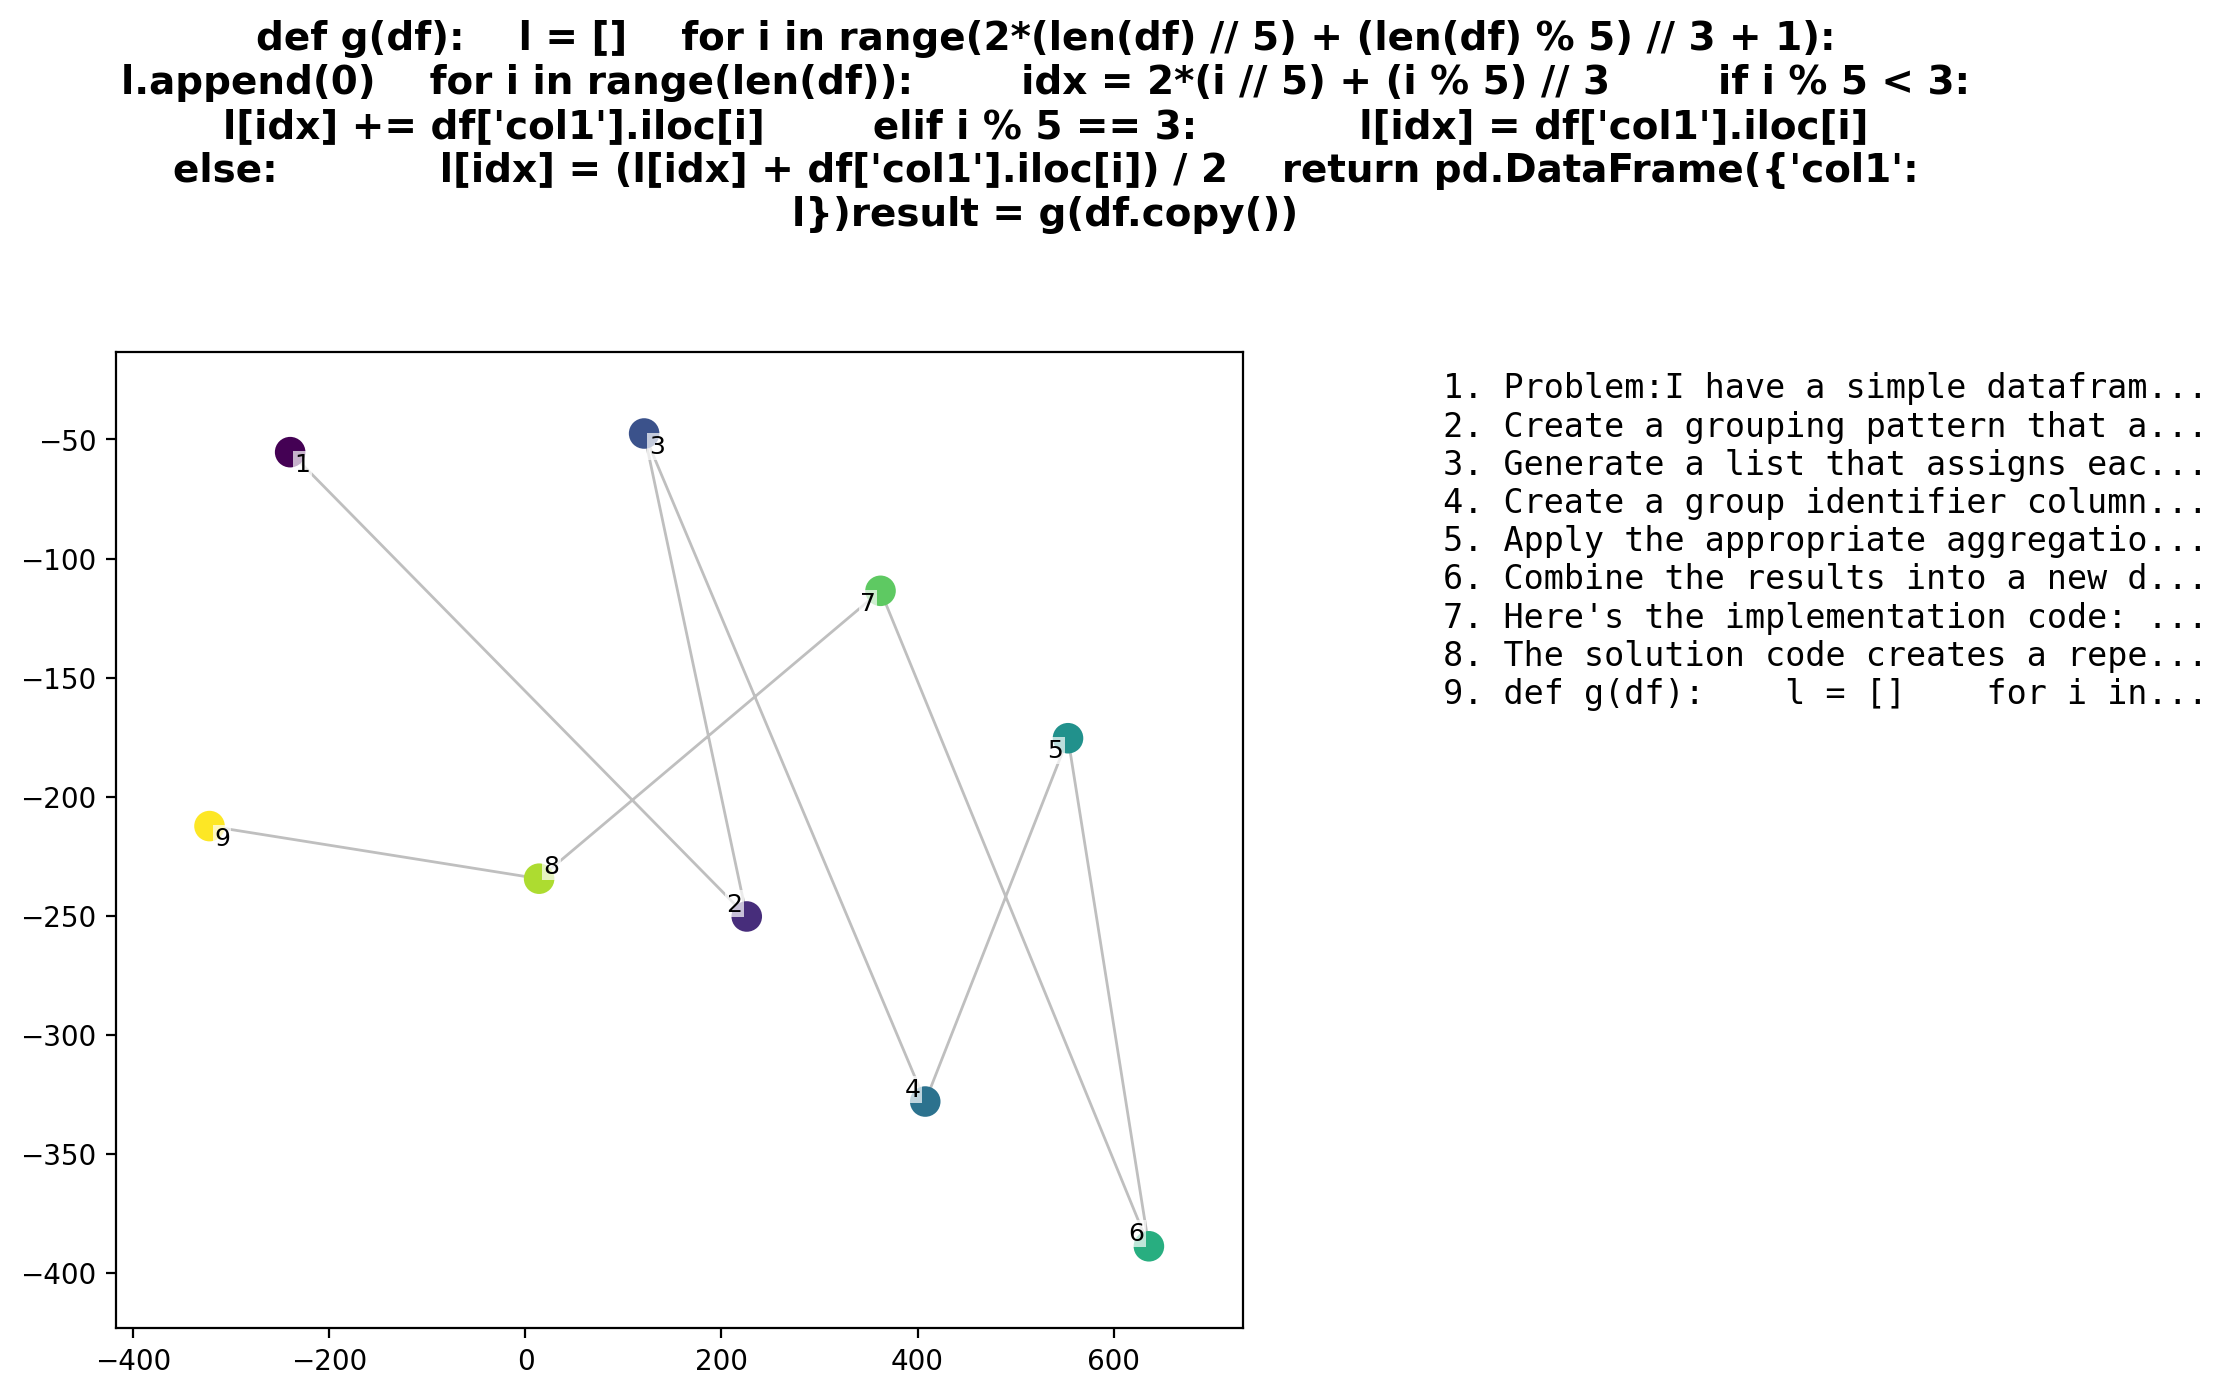 def g(df):    l = []    for i in range(2*(len(df) // 5) + (len(df) % 5) // 3 + 1):
l.append(0)    for i in range(len(df)):        idx = 2*(i // 5) + (i % 5) // 3        if i % 5 < 3:
l[idx] += df['col1'].iloc[i]        elif i % 5 == 3:            l[idx] = df['col1'].iloc[i]
else:            l[idx] = (l[idx] + df['col1'].iloc[i]) / 2    return pd.DataFrame({'col1':
l})result = g(df.copy())
1. Problem:I have a simple datafram...
2. Create a grouping pattern that a...
3. Generate a list that assigns eac...
4. Create a group identifier column...
5. Apply the appropriate aggregatio...
6. Combine the results into a new d...
7. Here's the implementation code: ...
8. The solution code creates a repe...
9. def g(df):    l = []    for i in...
−50
−100
−150
−200
−250
−300
−350
−400
1
3
7
5
9
8
2
4
6
−400 −200 0 200 400 600